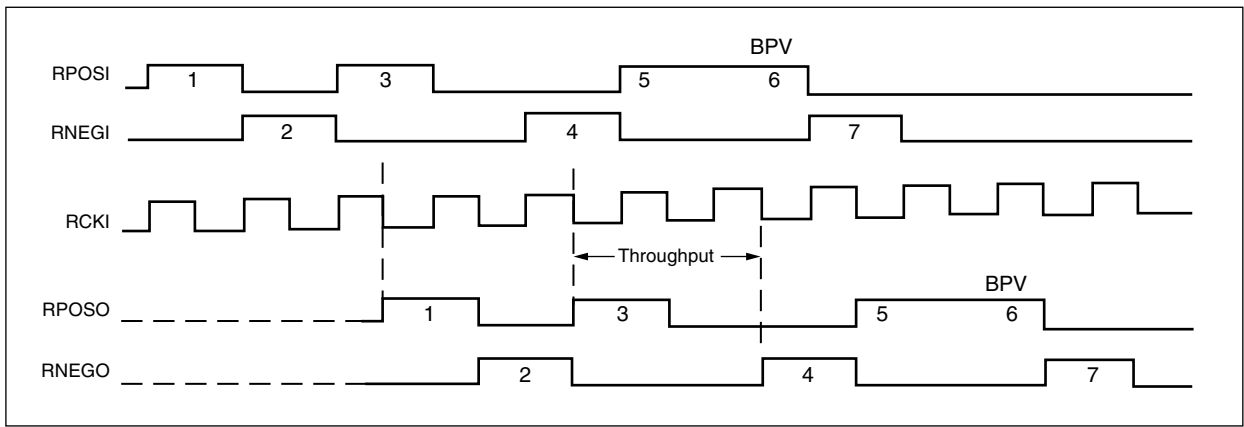 BPV
RPOSI 1 3 5 6
RNEGI 2 4 7
RCKI
Throughput
BPV
RPOSO 1 3 5 6
RNEGO 2 4 7